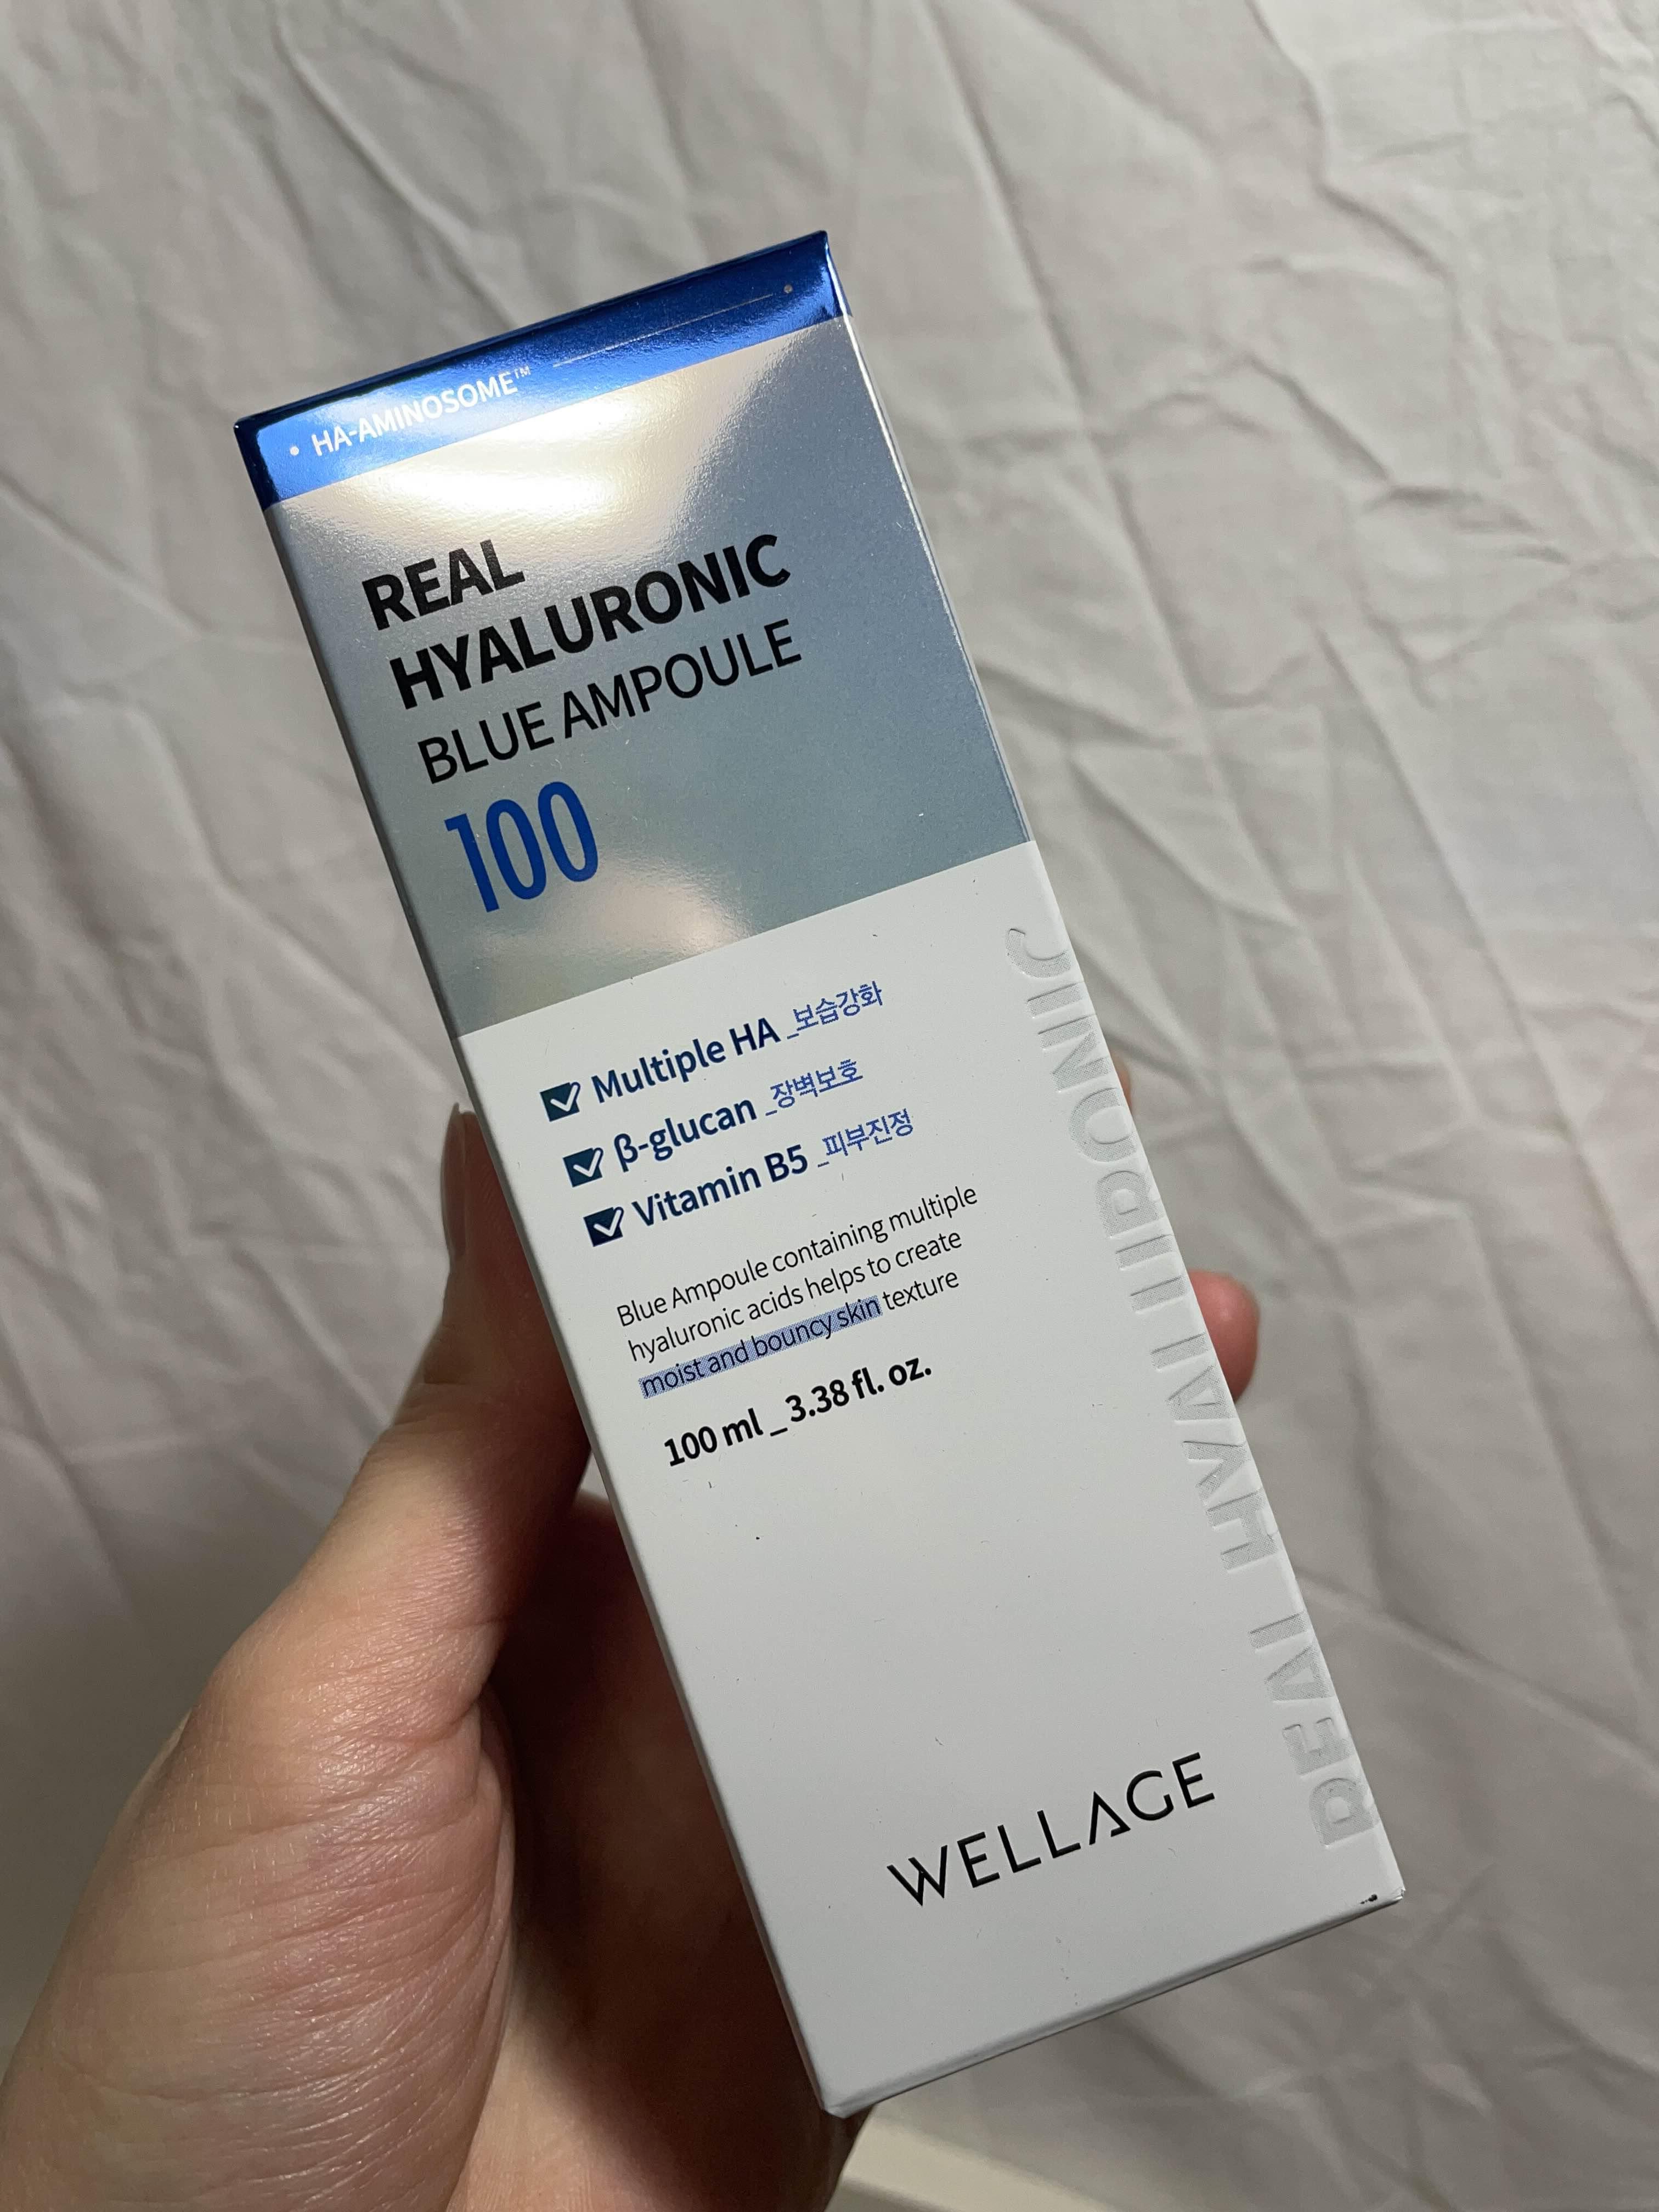 • HA-AMINOSOME™
REAL
HYALURONIC
BLUE AMPOULE
100
Multiple HA _보습강화
β-glucan _장벽보호
Vitamin B5 _피부진정
Blue Ampoule containing multiple
hyaluronic acids helps to create
moist and bouncy skin texture
100 ml _ 3.38 fl. oz.
WELLAGE
REAL HYALURONIC